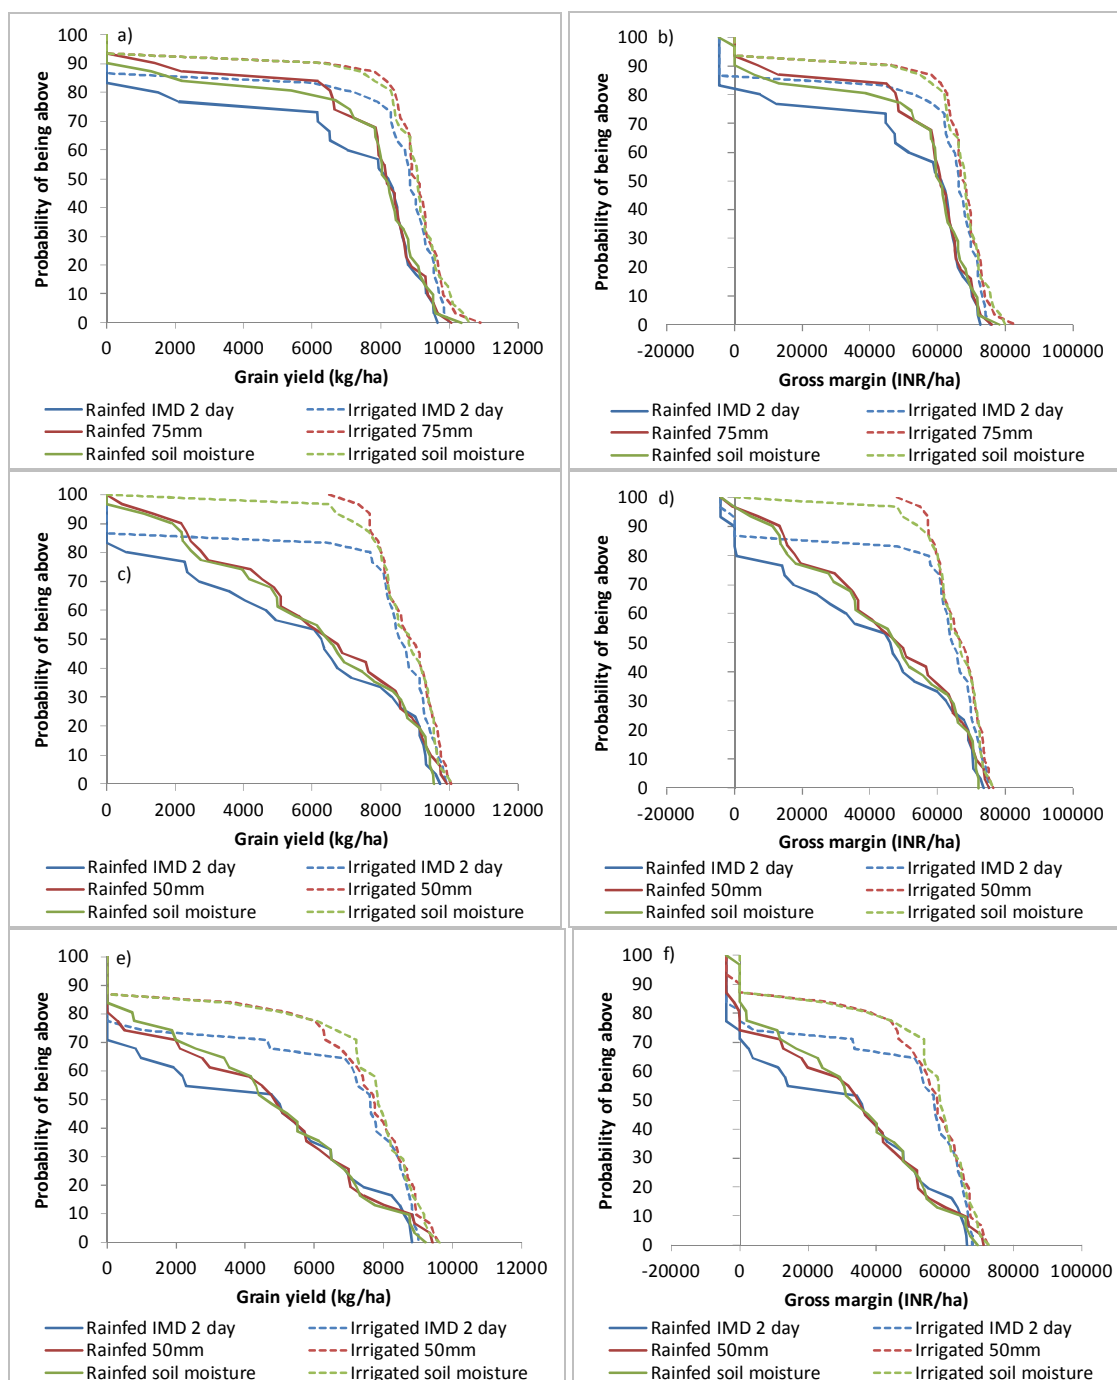 a)
100
90
80
70
60
50
40
30
20
10
0
Probability of being above
0 2000 4000 6000 8000 10000 12000
Grain yield (kg/ha)
Rainfed IMD 2 day Irrigated IMD 2 day
Rainfed 75mm Irrigated 75mm
Rainfed soil moisture Irrigated soil moisture
b)
100
90
80
70
60
50
40
30
20
10
0
Probability of being above
-20000 0 20000 40000 60000 80000 100000
Gross margin (INR/ha)
Rainfed IMD 2 day Irrigated IMD 2 day
Rainfed 75mm Irrigated 75mm
Rainfed soil moisture Irrigated soil moisture
100
90
80
70
60
50
40
30
20
10
0
c)
Probability of being above
0 2000 4000 6000 8000 10000 12000
Grain yield (kg/ha)
Rainfed IMD 2 day Irrigated IMD 2 day
Rainfed 50mm Irrigated 50mm
Rainfed soil moisture Irrigated soil moisture
d)
100
90
80
70
60
50
40
30
20
10
0
Probability of being above
-20000 0 20000 40000 60000 80000 100000
Gross margin (INR/ha)
Rainfed IMD 2 day Irrigated IMD 2 day
Rainfed 50mm Irrigated 50mm
Rainfed soil moisture Irrigated soil moisture
e)
100
90
80
70
60
50
40
30
20
10
0
Probability of being above
0 2000 4000 6000 8000 10000 12000
Grain yield (kg/ha)
Rainfed IMD 2 day Irrigated IMD 2 day
Rainfed 50mm Irrigated 50mm
Rainfed soil moisture Irrigated soil moisture
f)
100
90
80
70
60
50
40
30
20
10
0
Probability of being above
-20000 0 20000 40000 60000 80000 100000
Gross margin (INR/ha)
Rainfed IMD 2 day Irrigated IMD 2 day
Rainfed 50mm Irrigated 50mm
Rainfed soil moisture Irrigated soil moisture